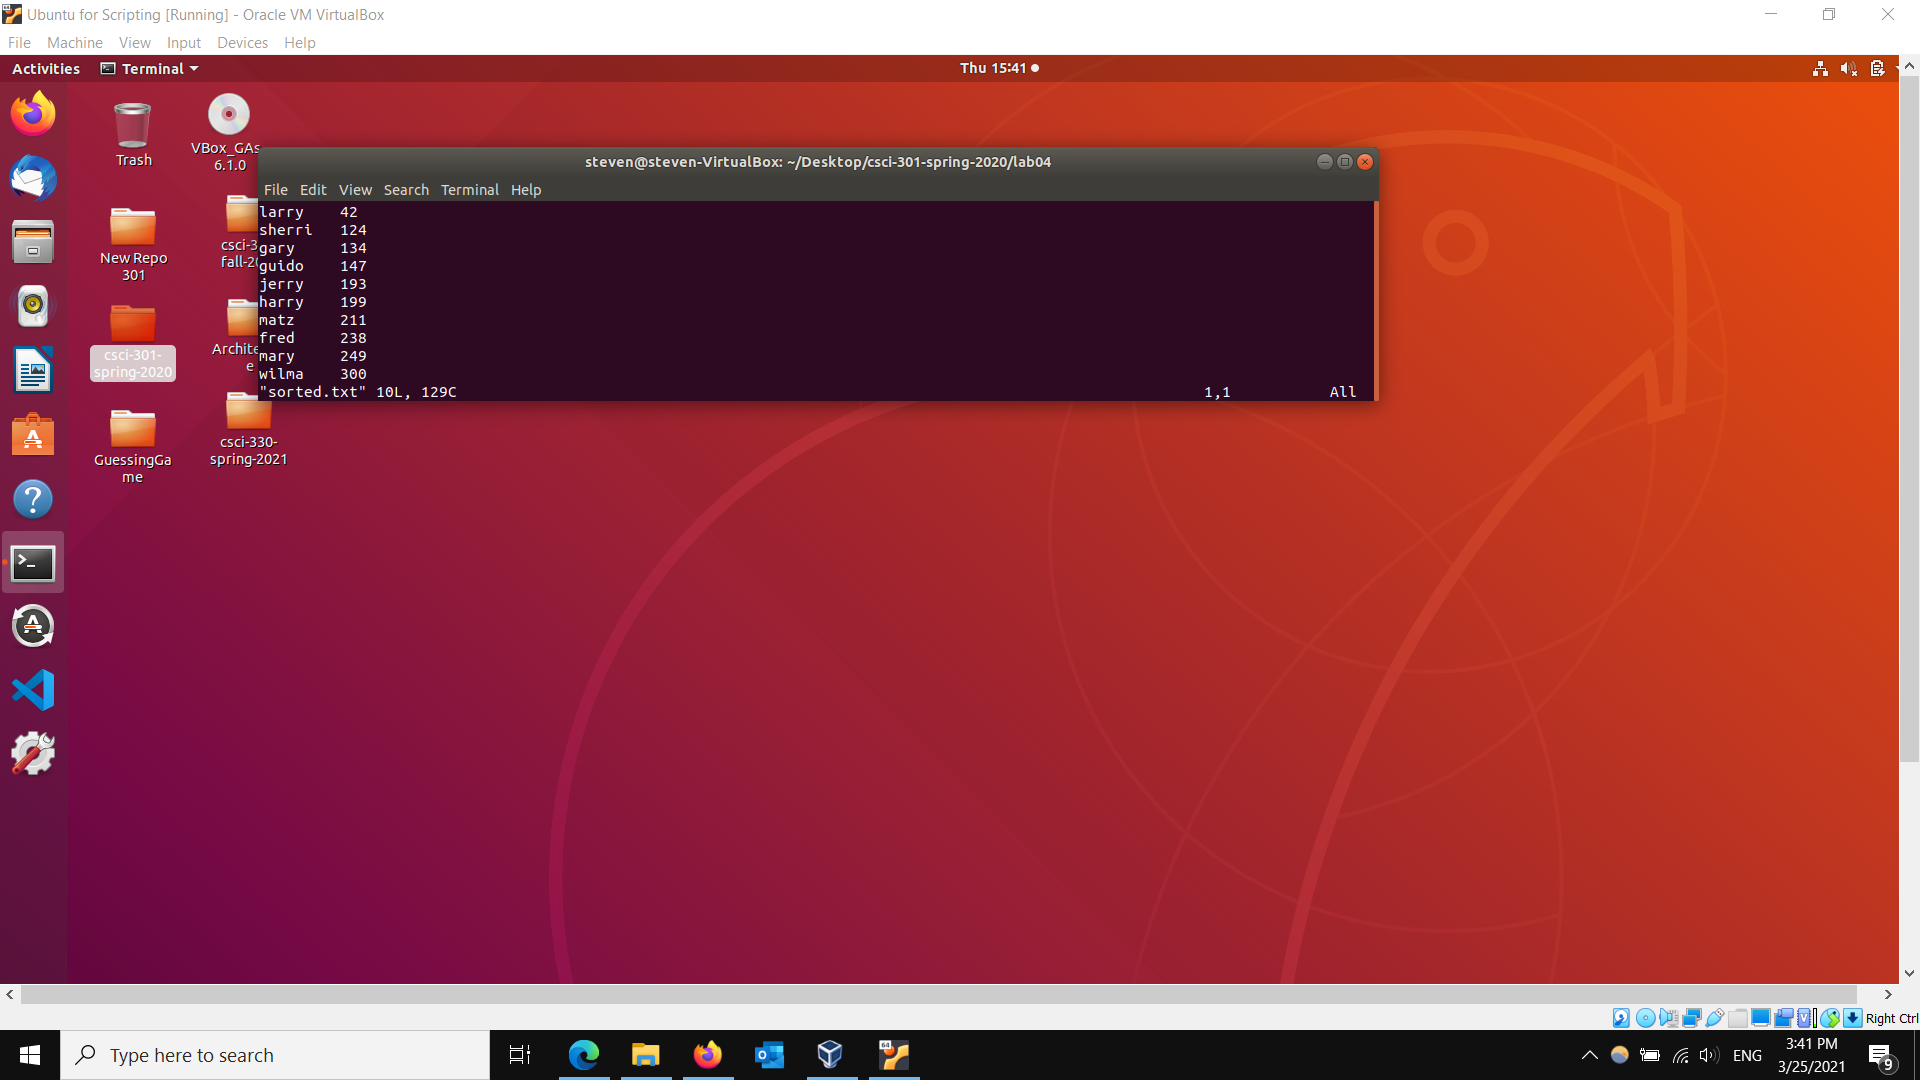 Ubuntu for Scripting [Running] - Oracle VM VirtualBox
File Machine View Input Devices Help
Activities Terminal Thu 15:41
Trash
VBox_GAs
6.1.0
New Repo
301
csci-3
fall-20
csci-301-
spring-2020
Archite
e
GuessingGa
me
csci-330-
spring-2021
steven@steven-VirtualBox: ~/Desktop/csci-301-spring-2020/lab04
File Edit View Search Terminal Help
larry 42
sherri 124
gary 134
guido 147
jerry 193
harry 199
matz 211
fred 238
mary 249
wilma 300
"sorted.txt" 10L, 129C 1,1 All
Right Ctrl
Type here to search
ENG
3:41 PM
3/25/2021
9